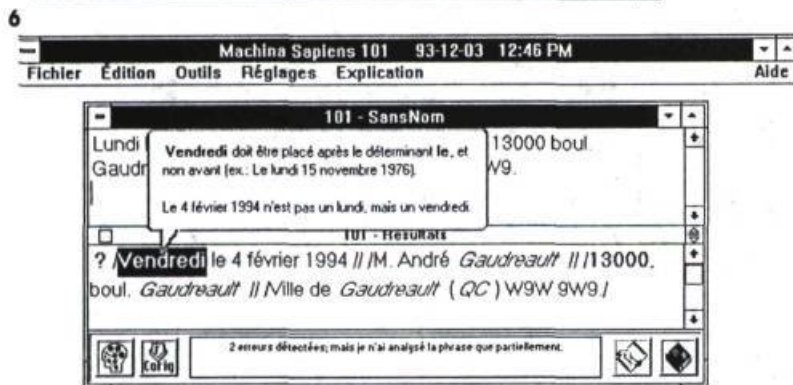 6
Machina Sapiens 101 93-12-03 12:46 PM
Fichier Édition Outils Réglages Explication Aide
101 - SansNom
Lundi 13000 boul.
Gaudr W9.
Vendredi doit être placé après le déterminant le, et
non avant (ex.: Le lundi 15 novembre 1976).
Le 4 février 1994 n'est pas un lundi, mais un vendredi.
101 - Résultats
? /Vendredi le 4 février 1994 // /M. André Gaudreault // /13000,
boul. Gaudreault // /Ville de Gaudreault ( QC ) W9W 9W9./
Corrig
2 erreurs détectées; mais je n'ai analysé la phrase que partiellement.